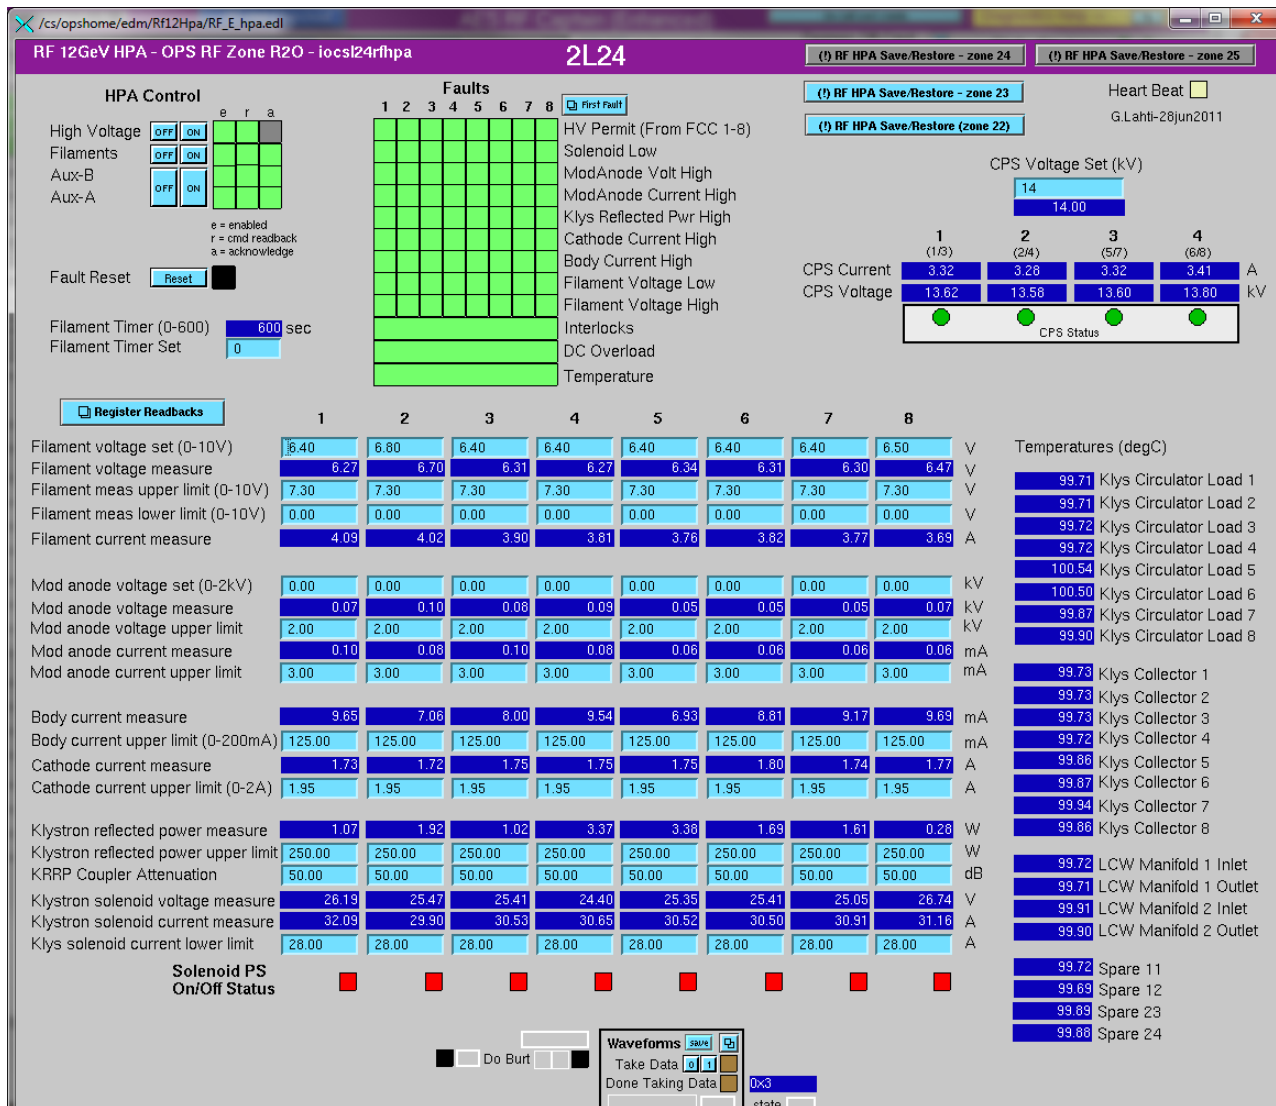 /cs/opshome/edm/Rf12Hpa/RF_E_hpa.edl
RF 12GeV HPA - OPS RF Zone R20 - iocsl24rfhpa
2L24
(!) RF HPA Save/Restore - zone 24
(!) RF HPA Save/Restore - zone 25
(!) RF HPA Save/Restore - zone 23
(!) RF HPA Save/Restore (zone 22)
Heart Beat
G.Lahti-28jun2011
HPA Control
e r a
High Voltage OFF ON
Filaments OFF ON
Aux-B
Aux-A
OFF ON
e = enabled
r = cmd readback
a = acknowledge
Fault Reset Reset
Filament Timer (0-600) 600 sec
Filament Timer Set 0
Faults
1 2 3 4 5 6 7 8 First Fault
HV Permit (From FCC 1-8)
Solenoid Low
ModAnode Volt High
ModAnode Current High
Klys Reflected Pwr High
Cathode Current High
Body Current High
Filament Voltage Low
Filament Voltage High
Interlocks
DC Overload
Temperature
CPS Voltage Set (kV)
14
14.00
1 2 3 4
(1/3) (2/4) (5/7) (6/8)
CPS Current 3.32 3.28 3.32 3.41 A
CPS Voltage 13.62 13.58 13.60 13.80 kV
CPS Status
Register Readbacks
1 2 3 4 5 6 7 8
Filament voltage set (0-10V) 6.40 6.80 6.40 6.40 6.40 6.40 6.40 6.50 V
Filament voltage measure 6.27 6.70 6.31 6.27 6.34 6.31 6.30 6.47 V
Filament meas upper limit (0-10V) 7.30 7.30 7.30 7.30 7.30 7.30 7.30 7.30 V
Filament meas lower limit (0-10V) 0.00 0.00 0.00 0.00 0.00 0.00 0.00 0.00 V
Filament current measure 4.09 4.02 3.90 3.81 3.76 3.82 3.77 3.69 A
Mod anode voltage set (0-2kV) 0.00 0.00 0.00 0.00 0.00 0.00 0.00 0.00 kV
Mod anode voltage measure 0.07 0.10 0.08 0.09 0.05 0.05 0.05 0.07 kV
Mod anode voltage upper limit 2.00 2.00 2.00 2.00 2.00 2.00 2.00 2.00 kV
Mod anode current measure 0.10 0.08 0.10 0.08 0.06 0.06 0.06 0.06 mA
Mod anode current upper limit 3.00 3.00 3.00 3.00 3.00 3.00 3.00 3.00 mA
Body current measure 9.65 7.06 8.00 9.54 6.93 8.81 9.17 9.69 mA
Body current upper limit (0-200mA) 125.00 125.00 125.00 125.00 125.00 125.00 125.00 125.00 mA
Cathode current measure 1.73 1.72 1.75 1.75 1.75 1.80 1.74 1.77 A
Cathode current upper limit (0-2A) 1.95 1.95 1.95 1.95 1.95 1.95 1.95 1.95 A
Klystron reflected power measure 1.07 1.92 1.02 3.37 3.38 1.69 1.61 0.28 W
Klystron reflected power upper limit 250.00 250.00 250.00 250.00 250.00 250.00 250.00 250.00 W
KRRP Coupler Attenuation 50.00 50.00 50.00 50.00 50.00 50.00 50.00 50.00 dB
Klystron solenoid voltage measure 26.19 25.47 25.41 24.40 25.35 25.41 25.05 26.74 V
Klystron solenoid current measure 32.09 29.90 30.53 30.65 30.52 30.50 30.91 31.16 A
Klys solenoid current lower limit 28.00 28.00 28.00 28.00 28.00 28.00 28.00 28.00 A
Solenoid PS
On/Off Status
Temperatures (degC)
99.71 Klys Circulator Load 1
99.71 Klys Circulator Load 2
99.72 Klys Circulator Load 3
99.72 Klys Circulator Load 4
100.54 Klys Circulator Load 5
100.50 Klys Circulator Load 6
99.87 Klys Circulator Load 7
99.90 Klys Circulator Load 8
99.73 Klys Collector 1
99.73 Klys Collector 2
99.73 Klys Collector 3
99.72 Klys Collector 4
99.86 Klys Collector 5
99.87 Klys Collector 6
99.94 Klys Collector 7
99.86 Klys Collector 8
99.72 LCW Manifold 1 Inlet
99.71 LCW Manifold 1 Outlet
99.91 LCW Manifold 2 Inlet
99.90 LCW Manifold 2 Outlet
99.72 Spare 11
99.69 Spare 12
99.89 Spare 23
99.88 Spare 24
Do Burt
Waveforms save
Take Data 0 1
Done Taking Data 0x3
state